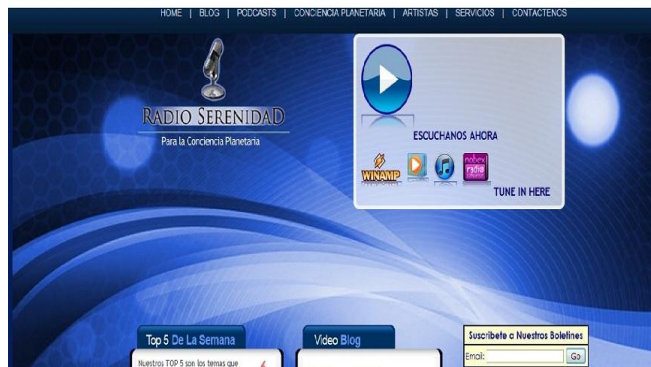 HOME | BLOG | PODCASTS | CONCIENCIA PLANETARIA | ARTISTAS | SERVICIOS | CONTACTENOS
RADIO SERENIDAD
Para la Conciencia Planetaria
ESCUCHANOS AHORA
WINAMP
nobex
radio
TUNE IN HERE
Top 5 De La Semana
Video Blog
Suscribete a Nuestros Boletines
Nuestros TOP 5 son los temas que
Email:
Go